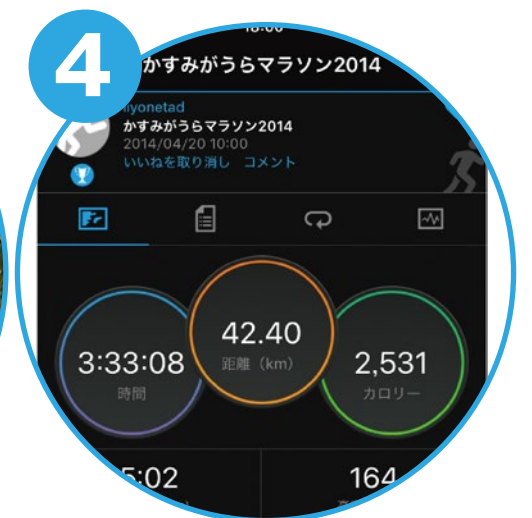 4
かすみがうらマラソン2014
iyonetad
かすみがうらマラソン2014
2014/04/20 10:00
いいねを取り消し コメント
42.40
距離（km）
3:33:08
時間
2,531
カロリー
5:02
164